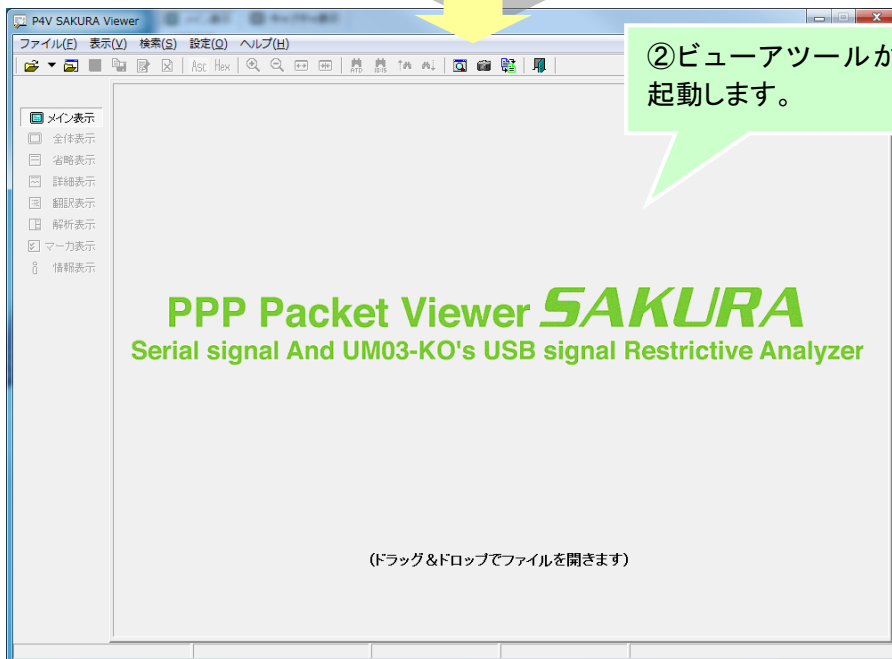 P4V SAKURA Viewer
ファイル(F) 表示(V) 検索(S) 設定(O) ヘルプ(H)
②ビューアツールが
起動します。
Asc Hex
ATD
メイン表示
全体表示
省略表示
詳細表示
翻訳表示
解析表示
マーカ表示
情報表示
PPP Packet Viewer SAKURA
Serial signal And UM03-KO's USB signal Restrictive Analyzer
(ドラッグ&ドロップでファイルを開きます)